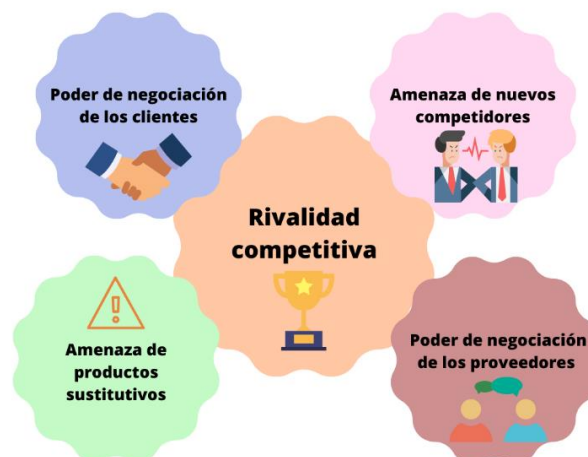 Poder de negociación
de los clientes
Amenaza de nuevos
competidores
Rivalidad
competitiva
Amenaza de
productos
sustitutivos
Poder de negociación
de los proveedores